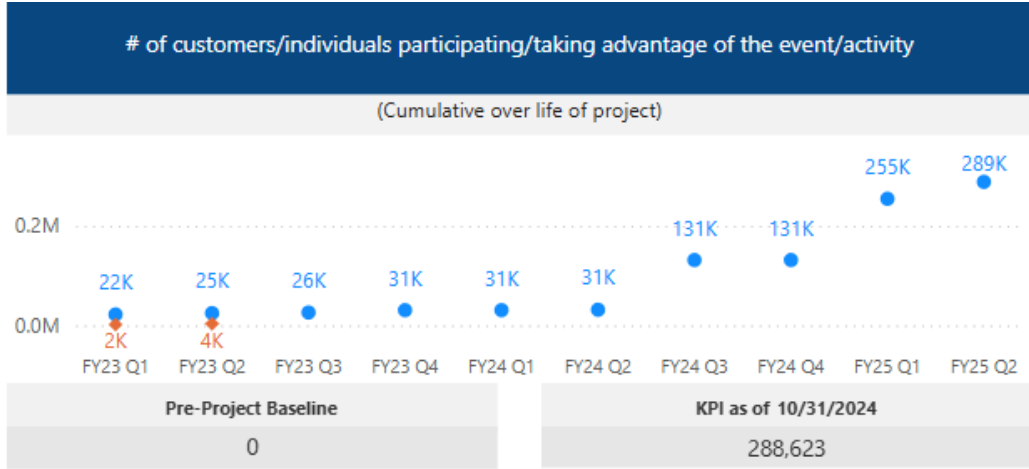 # of customers/individuals participating/taking advantage of the event/activity
(Cumulative over life of project)
255K 289K
0.2M
131K 131K
22K 25K 26K 31K 31K 31K
0.0M
2K 4K
FY23 Q1 FY23 Q2 FY23 Q3 FY23 Q4 FY24 Q1 FY24 Q2 FY24 Q3 FY24 Q4 FY25 Q1 FY25 Q2
Pre-Project Baseline KPI as of 10/31/2024
0 288,623